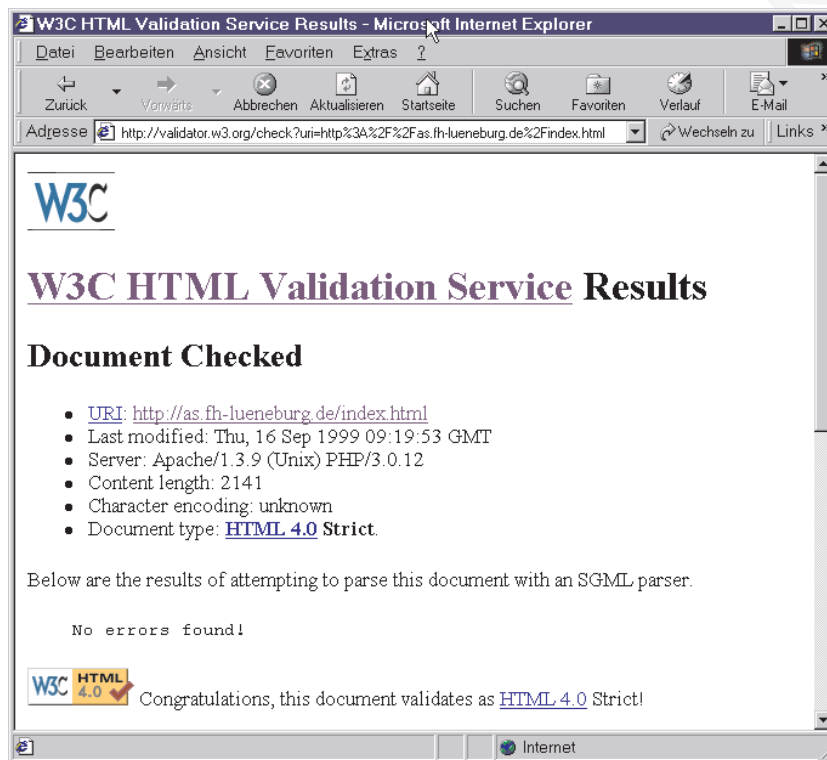 W3C HTML Validation Service Results - Microsoft Internet Explorer
Datei Bearbeiten Ansicht Favoriten Extras ?
Zurück Vorwärts Abbrechen Aktualisieren Startseite Suchen Favoriten Verlauf E-Mail
Adresse http://validator.w3.org/check?uri=http%3A%2F%2Fas.fh-lueneburg.de%2Findex.html Wechseln zu Links »
W3C
W3C HTML Validation Service Results
Document Checked
• URI: http://as.fh-lueneburg.de/index.html
• Last modified: Thu, 16 Sep 1999 09:19:53 GMT
• Server: Apache/1.3.9 (Unix) PHP/3.0.12
• Content length: 2141
• Character encoding: unknown
• Document type: HTML 4.0 Strict.
Below are the results of attempting to parse this document with an SGML parser.
No errors found!
W3C HTML 4.0 Congratulations, this document validates as HTML 4.0 Strict!
Internet